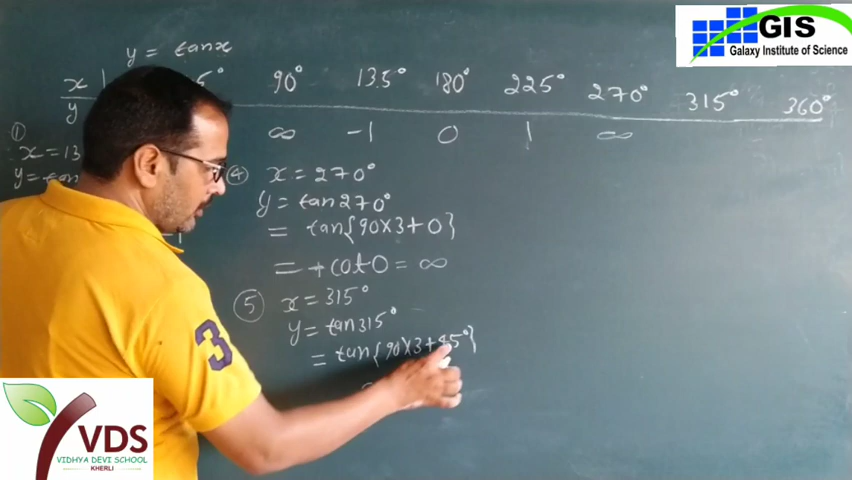 GIS
Galaxy Institute of Science
y = tanx
x 5° 90° 135° 180° 225° 270° 315° 360°
y ∞ -1 0 1 ∞
①
x = 13
y = tan
-1
④ x = 270°
y = tan270°
= tan{90×3+0}
= +cot0 = ∞
⑤ x = 315°
y = tan315°
= tan{90×3+45°}
3
VDS
VIDHYA DEVI SCHOOL
KHERLI